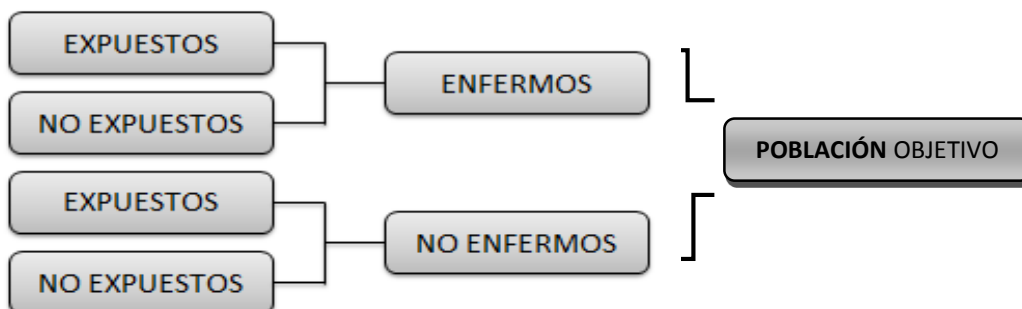 EXPUESTOS
NO EXPUESTOS
ENFERMOS
EXPUESTOS
NO EXPUESTOS
NO ENFERMOS
POBLACIÓN OBJETIVO